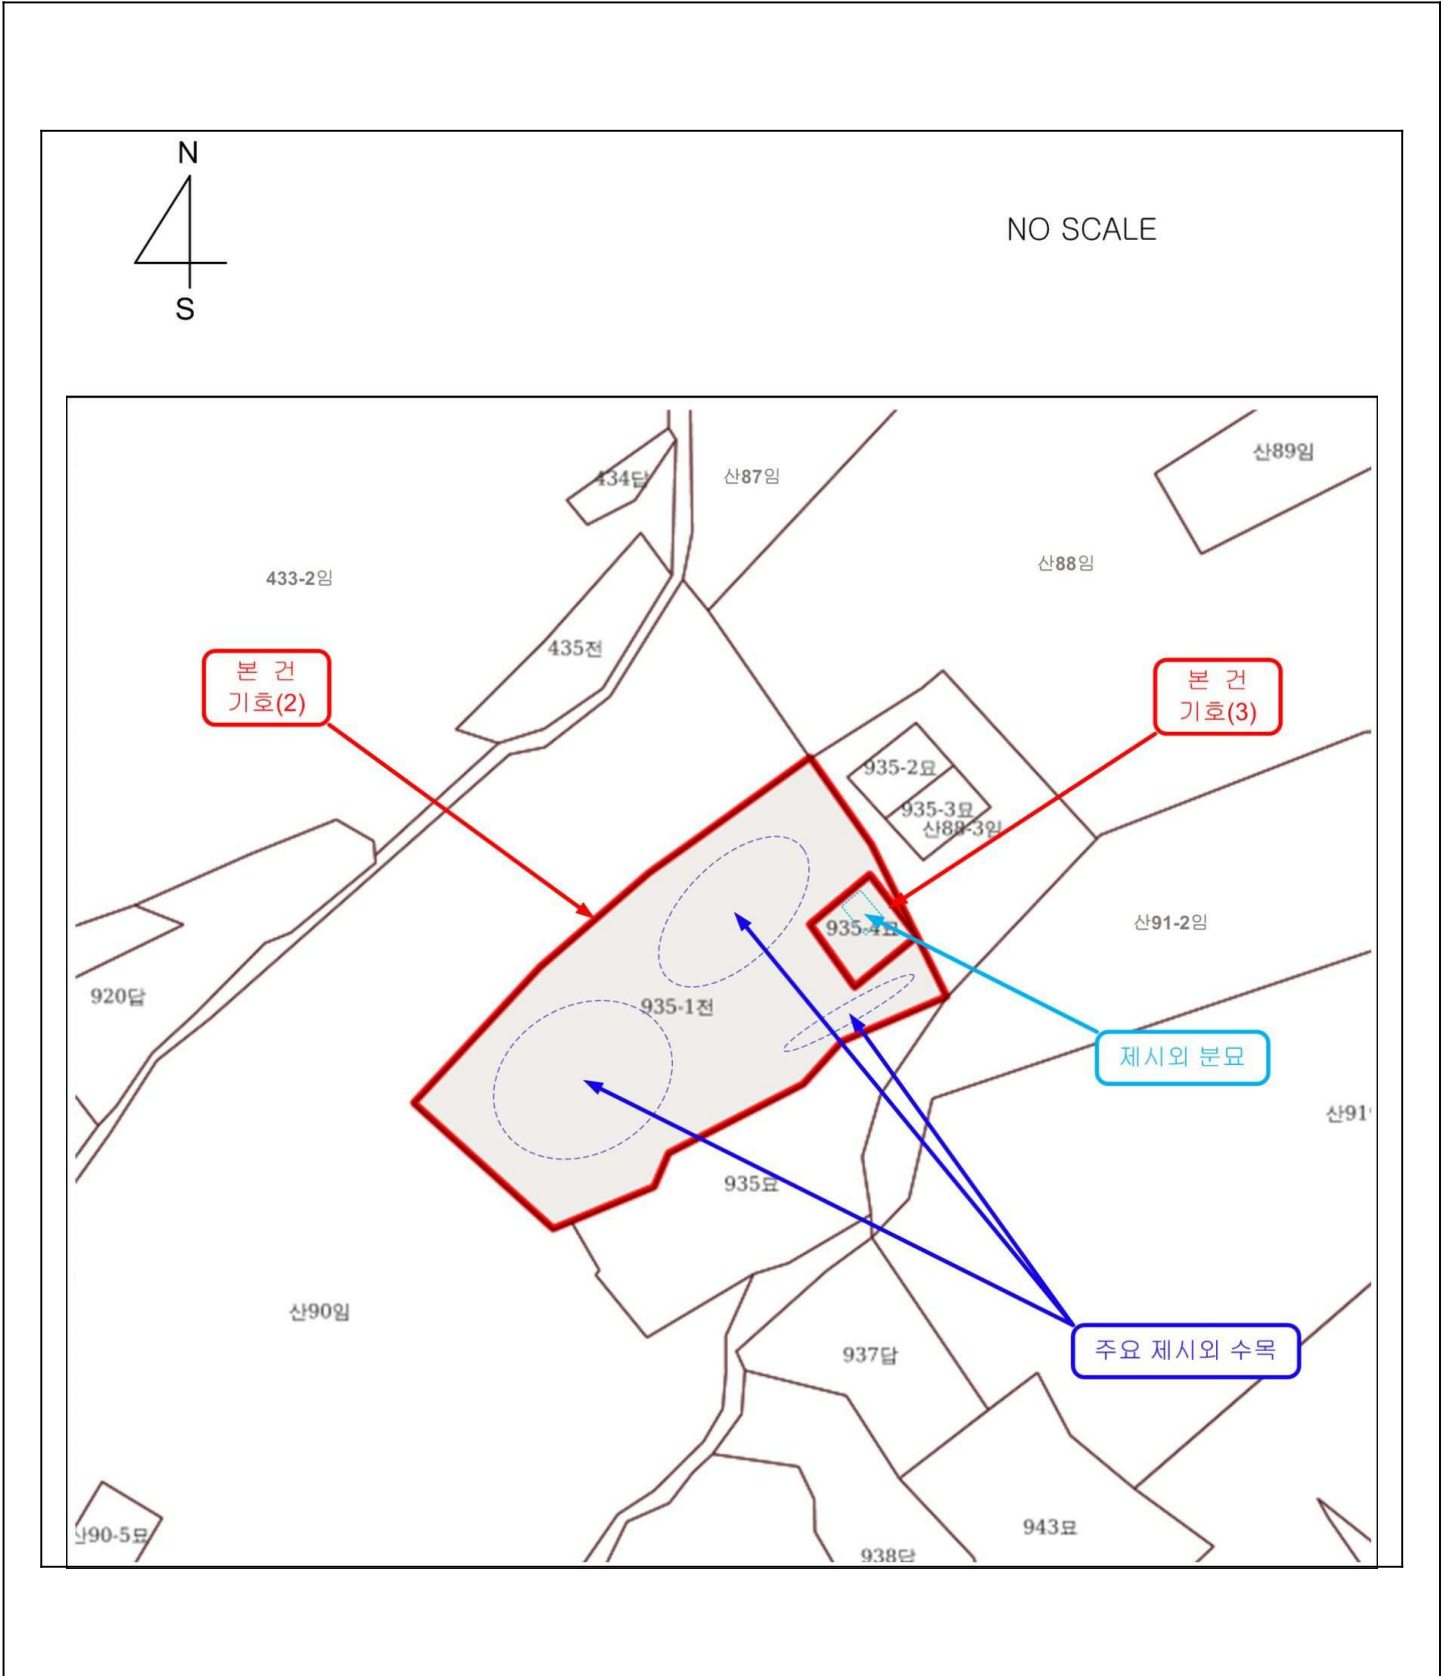 N
S
NO SCALE
산89임
434답
산87임
산88임
433-2임
435전
본 건
기호(2)
본 건
기호(3)
935-2묘
935-3묘
산88-3임
935-4묘
산91-2임
920답
935-1전
제시외 분묘
산91
935묘
산90임
주요 제시외 수목
937답
943묘
산90-5묘
938답